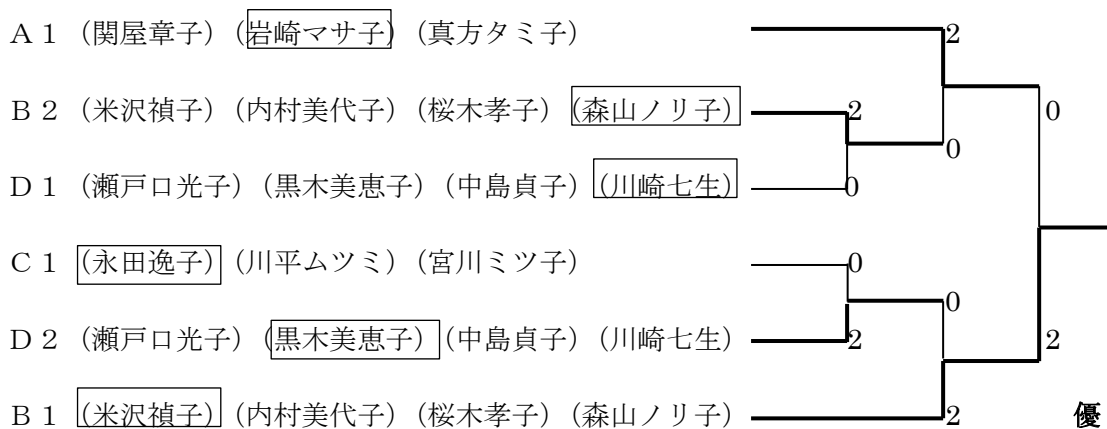 A1 (関屋章子) (岩崎マサ子) (真方タミ子)
2
B2 (米沢禎子) (内村美代子) (桜木孝子) (森山ノリ子)
2
0
0
D1 (瀬戸口光子) (黒木美恵子) (中島貞子) (川崎七生)
0
C1 (永田逸子) (川平ムツミ) (宮川ミツ子)
0
0
D2 (瀬戸口光子) (黒木美恵子) (中島貞子) (川崎七生)
2
2
B1 (米沢禎子) (内村美代子) (桜木孝子) (森山ノリ子)
2
優